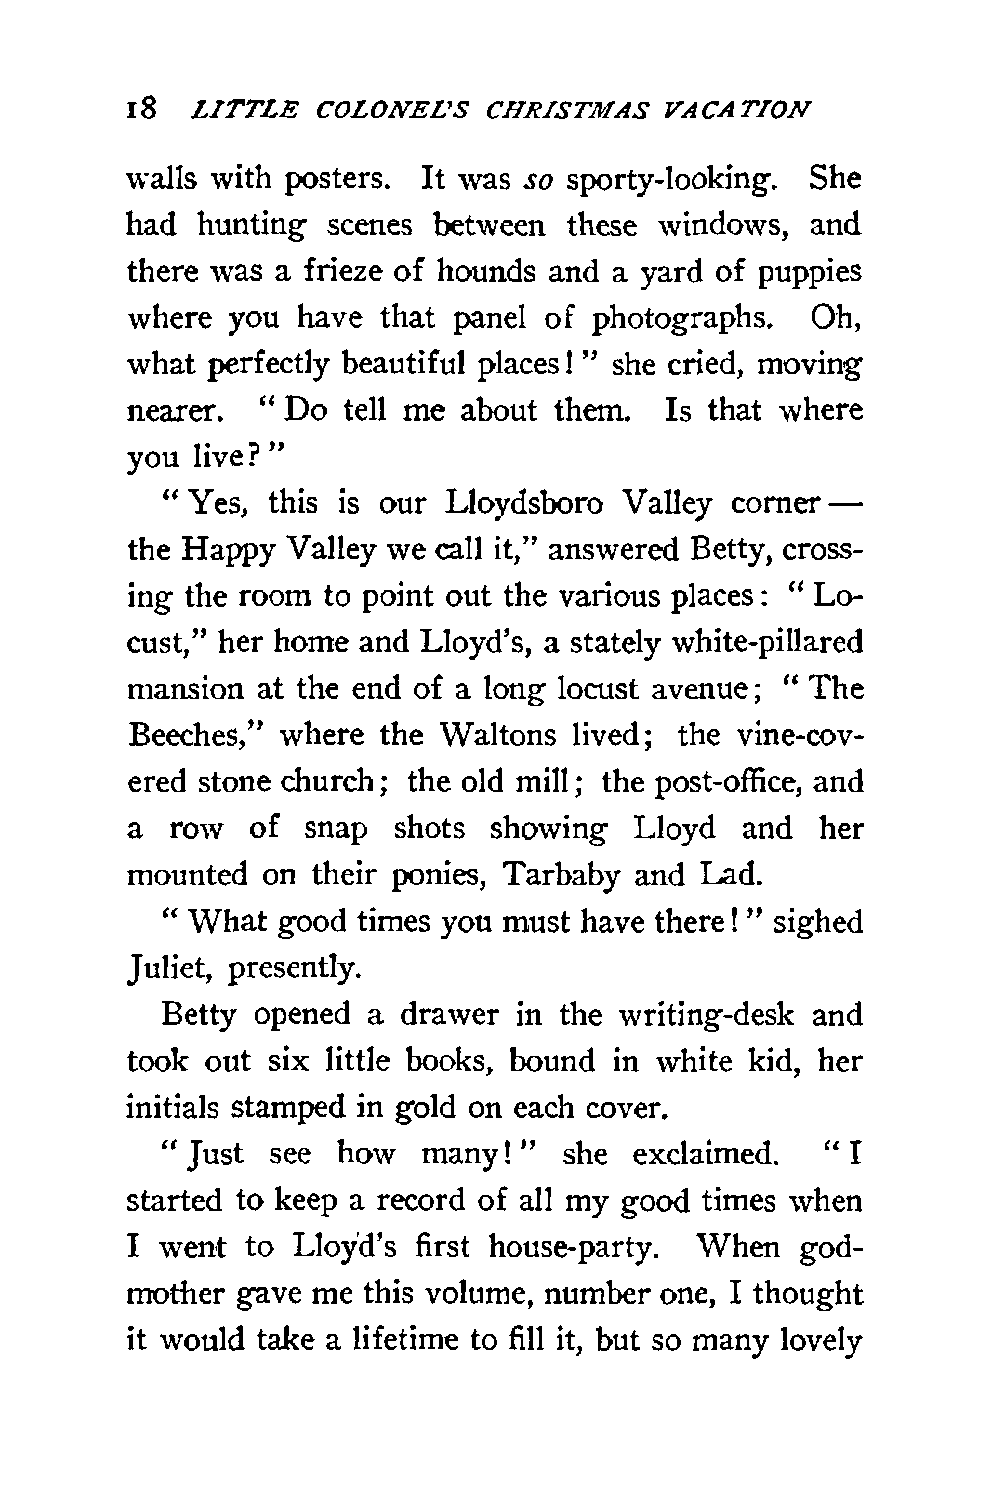 18 LITTLE COLONEL'S CHRISTMAS VACATION
walls with posters. It was so sporty-looking. She
had hunting scenes between these windows, and
there was a frieze of hounds and a yard of puppies
where you have that panel of photographs. Oh,
what perfectly beautiful places!" she cried, moving
nearer. "Do tell me about them. Is that where
you live?"
"Yes, this is our Lloydsboro Valley corner —
the Happy Valley we call it," answered Betty, cross-
ing the room to point out the various places: "Lo-
cust," her home and Lloyd's, a stately white-pillared
mansion at the end of a long locust avenue; "The
Beeches," where the Waltons lived; the vine-cov-
ered stone church; the old mill; the post-office, and
a row of snap shots showing Lloyd and her
mounted on their ponies, Tarbaby and Lad.
"What good times you must have there!" sighed
Juliet, presently.
Betty opened a drawer in the writing-desk and
took out six little books, bound in white kid, her
initials stamped in gold on each cover.
"Just see how many!" she exclaimed. "I
started to keep a record of all my good times when
I went to Lloyd's first house-party. When god-
mother gave me this volume, number one, I thought
it would take a lifetime to fill it, but so many lovely